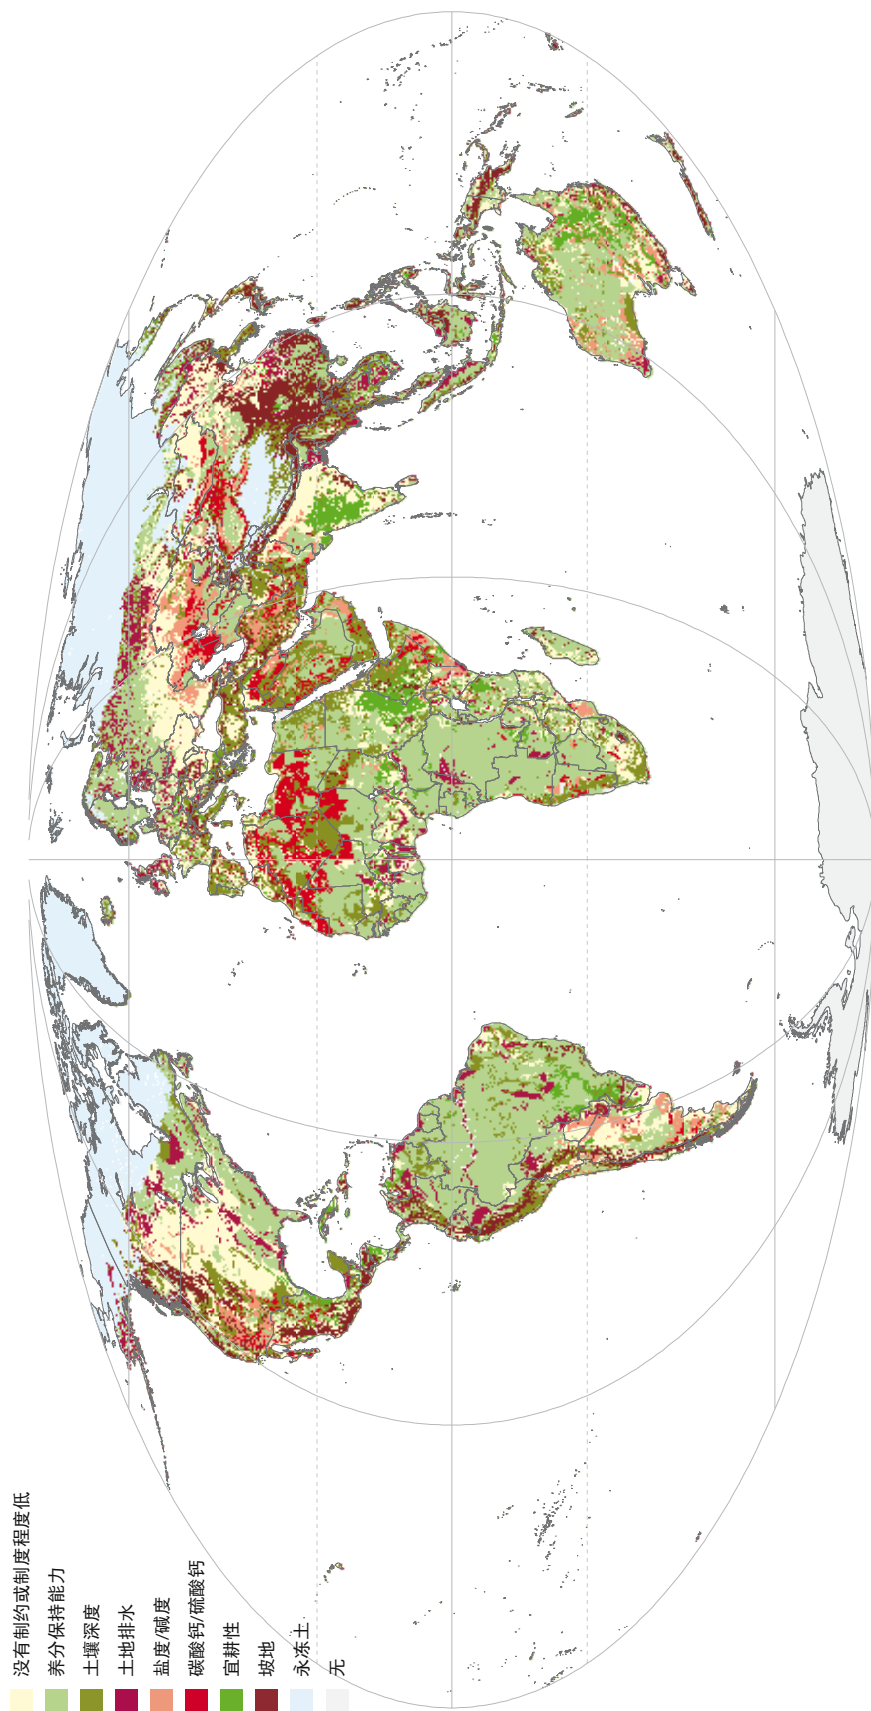 没有制约或制度程度低
养分保持能力
土壤深度
土地排水
盐度/碱度
碳酸钙/硫酸钙
宜耕性
坡地
永冻土
无